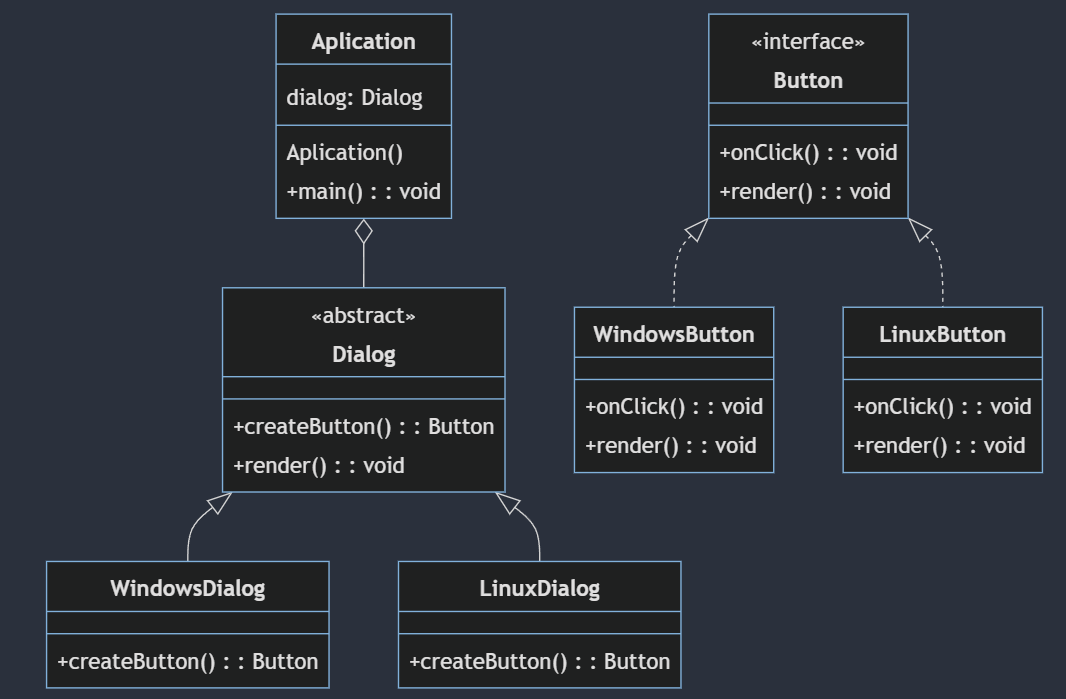 Aplication
dialog: Dialog
Aplication()
+main() : : void
«interface»
Button
+onClick() : : void
+render() : : void
«abstract»
Dialog
+createButton() : : Button
+render() : : void
WindowsButton
+onClick() : : void
+render() : : void
LinuxButton
+onClick() : : void
+render() : : void
WindowsDialog
+createButton() : : Button
LinuxDialog
+createButton() : : Button